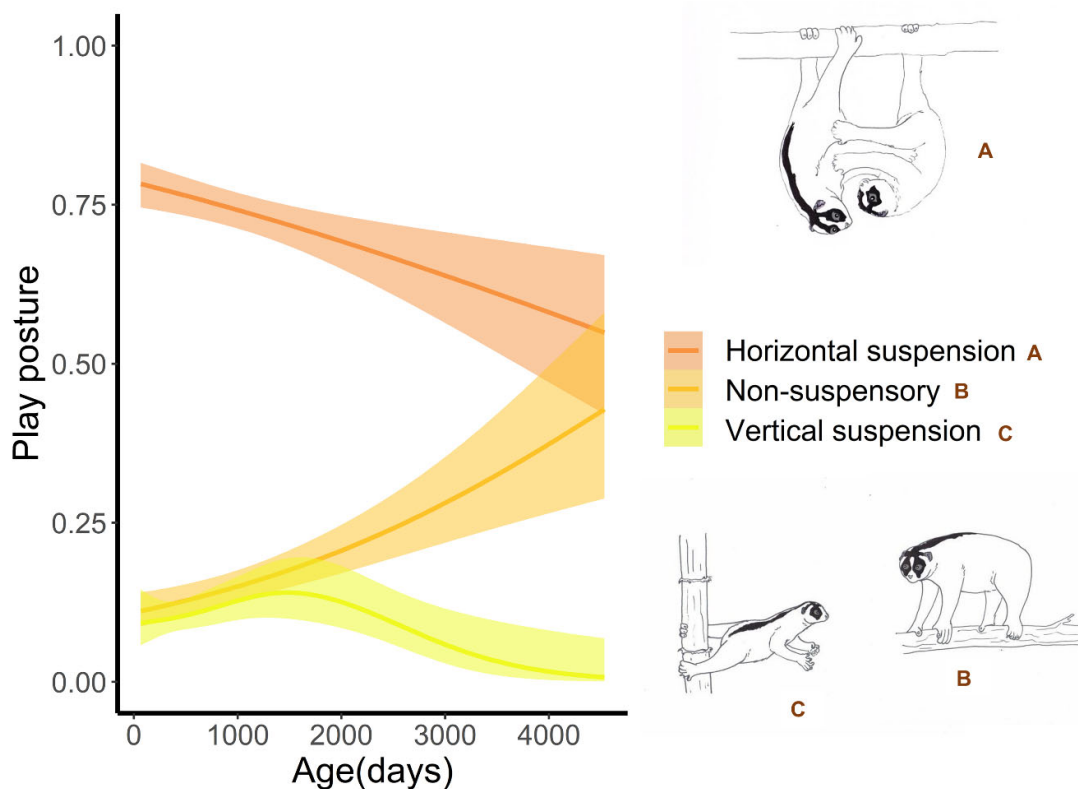 1.00
0.75
0.50
0.25
0.00
Play posture
0
1000
2000
3000
4000
Age(days)
A
Horizontal suspension A
Non-suspensory B
Vertical suspension C
C
B